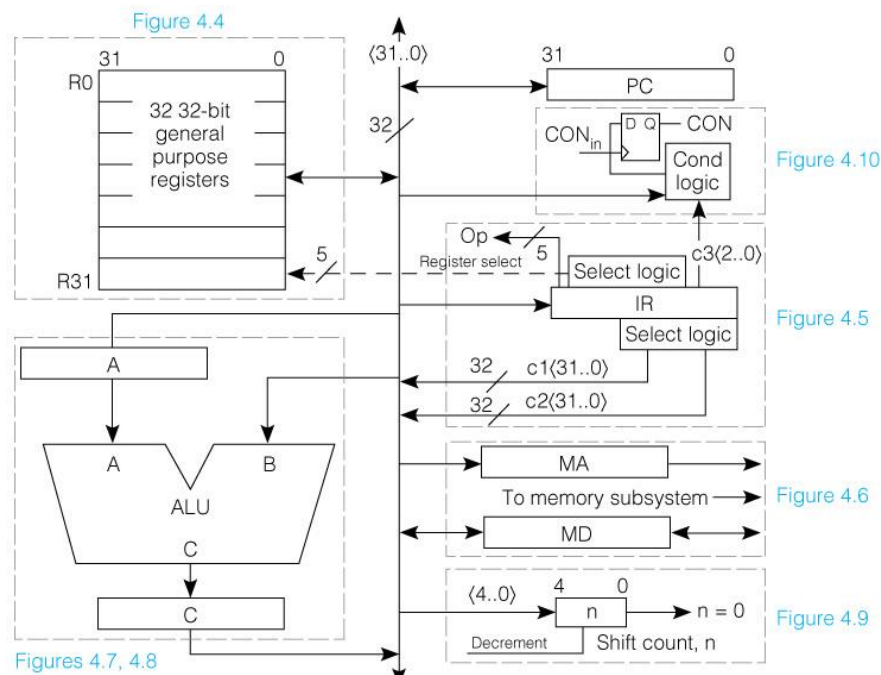 Figure 4.4
31 0
R0
32 32-bit
general
purpose
registers
R31
5
Register select
⟨31..0⟩
32
31 0
PC
D Q
CON
CONin
Cond
logic
Figure 4.10
Op
5
c3⟨2..0⟩
Select logic
IR
Select logic
Figure 4.5
32
c1⟨31..0⟩
32
c2⟨31..0⟩
A
A
B
ALU
C
C
Figures 4.7, 4.8
MA
To memory subsystem
MD
Figure 4.6
⟨4..0⟩
4 0
n
n = 0
Decrement
Shift count, n
Figure 4.9